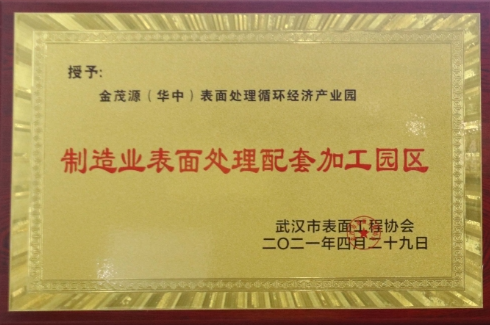 授予:
金茂源（华中）表面处理循环经济产业园
制造业表面处理配套加工园区
武汉市表面工程协会
二〇二一年四月二十九日